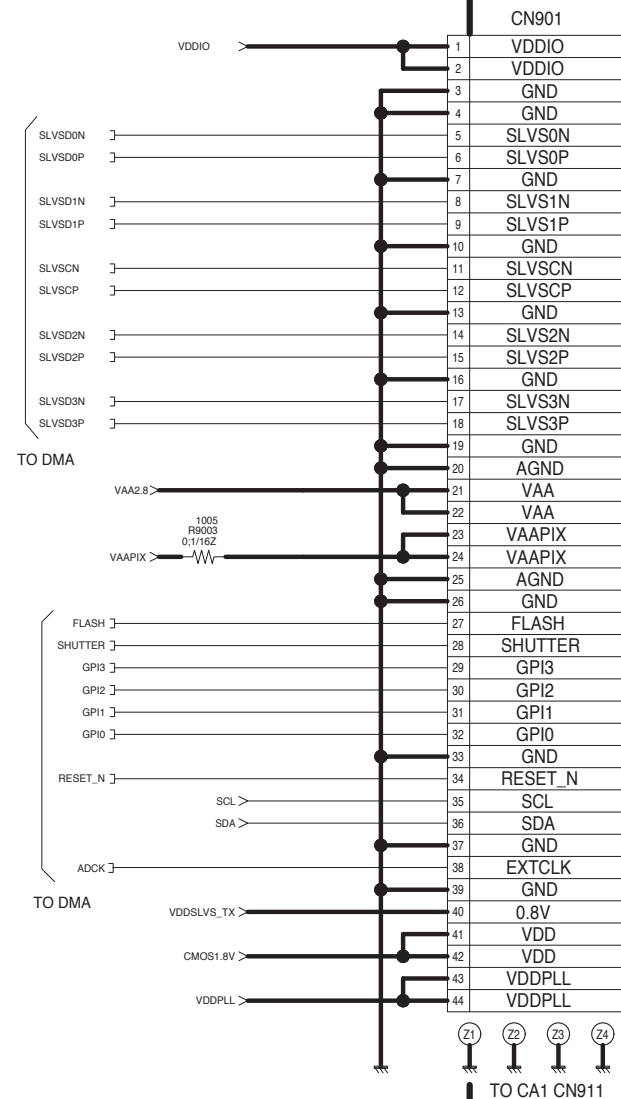 CN901
VDDIO 1 VDDIO
2 VDDIO
3 GND
4 GND
SLVSD0N 5 SLVS0N
SLVSD0P 6 SLVS0P
7 GND
SLVSD1N 8 SLVS1N
SLVSD1P 9 SLVS1P
10 GND
SLVSCN 11 SLVSCN
SLVSCP 12 SLVSCP
13 GND
SLVSD2N 14 SLVS2N
SLVSD2P 15 SLVS2P
16 GND
SLVSD3N 17 SLVS3N
SLVSD3P 18 SLVS3P
TO DMA
19 GND
20 AGND
VAA2.8 21 VAA
22 VAA
1005
R9003
0;1/16Z
23 VAAPIX
VAAPIX 24 VAAPIX
25 AGND
26 GND
FLASH 27 FLASH
SHUTTER 28 SHUTTER
GPI3 29 GPI3
GPI2 30 GPI2
GPI1 31 GPI1
GPI0 32 GPI0
33 GND
RESET_N 34 RESET_N
SCL 35 SCL
SDA 36 SDA
37 GND
ADCK 38 EXTCLK
TO DMA
39 GND
VDDSLVS_TX 40 0.8V
41 VDD
CMOS1.8V 42 VDD
43 VDDPLL
VDDPLL 44 VDDPLL
Z1 Z2 Z3 Z4
TO CA1 CN911